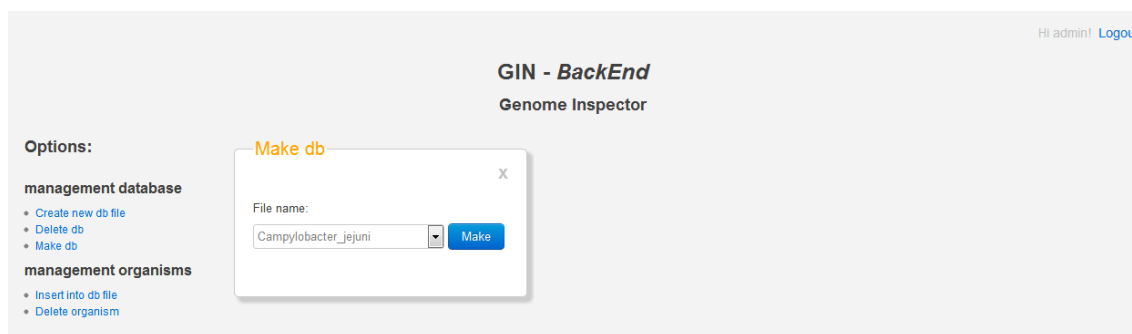 Hi admin! Logou
GIN - BackEnd
Genome Inspector
Options:
management database
Create new db file
Delete db
Make db
management organisms
Insert into db file
Delete organism
Make db
x
File name:
Campylobacter_jejuni
Make